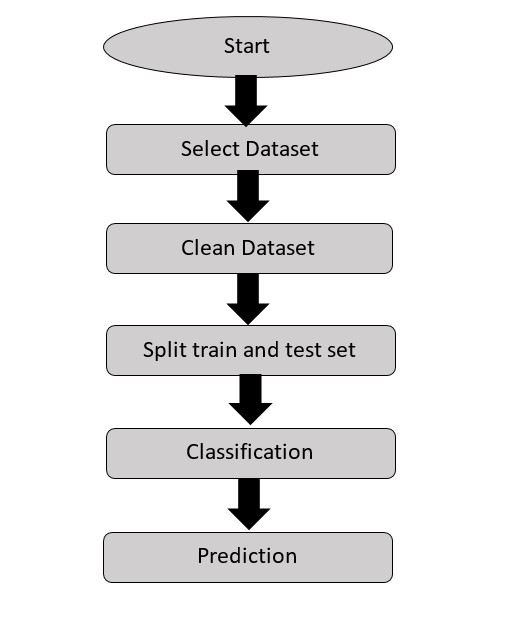 Start
Select Dataset
Clean Dataset
Split train and test set
Classification
Prediction